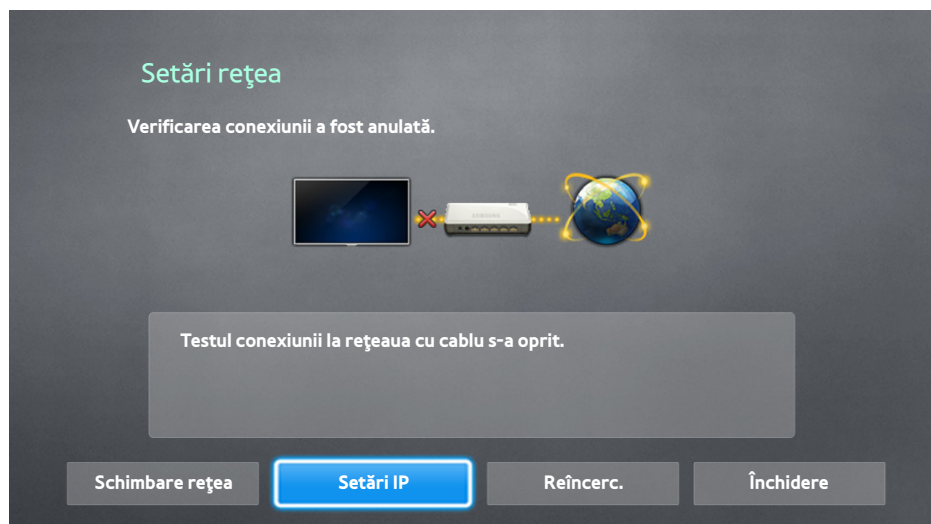 Setări reţea
Verificarea conexiunii a fost anulată.
SAMSUNG
Testul conexiunii la reţeaua cu cablu s-a oprit.
Schimbare reţea
Setări IP
Reîncerc.
Închidere